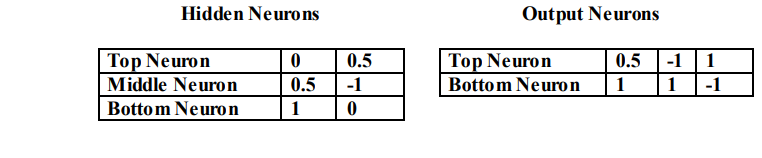 Hidden Neurons Output Neurons
Top Neuron 0 0.5 Top Neuron 0.5 -1 1
Middle Neuron 0.5 -1 Bottom Neuron 1 1 -1
Bottom Neuron 1 0